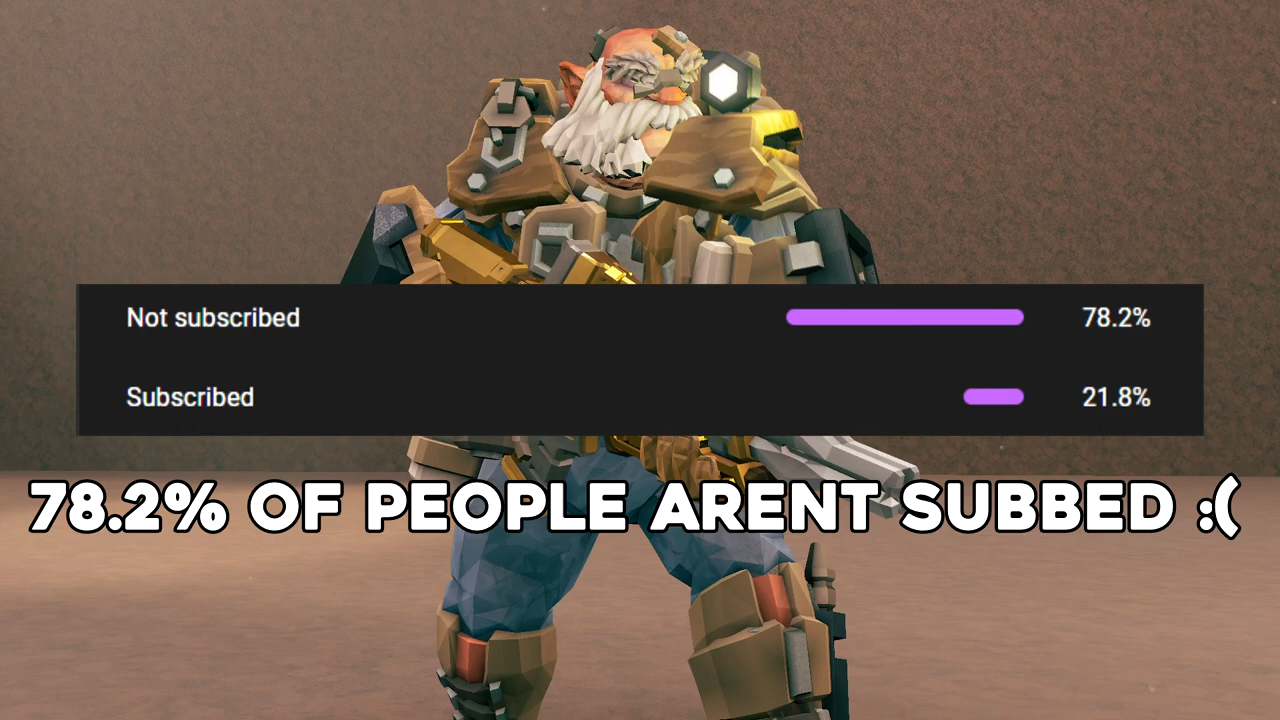 Not subscribed 78.2%
Subscribed 21.8%
78.2% OF PEOPLE ARENT SUBBED :(